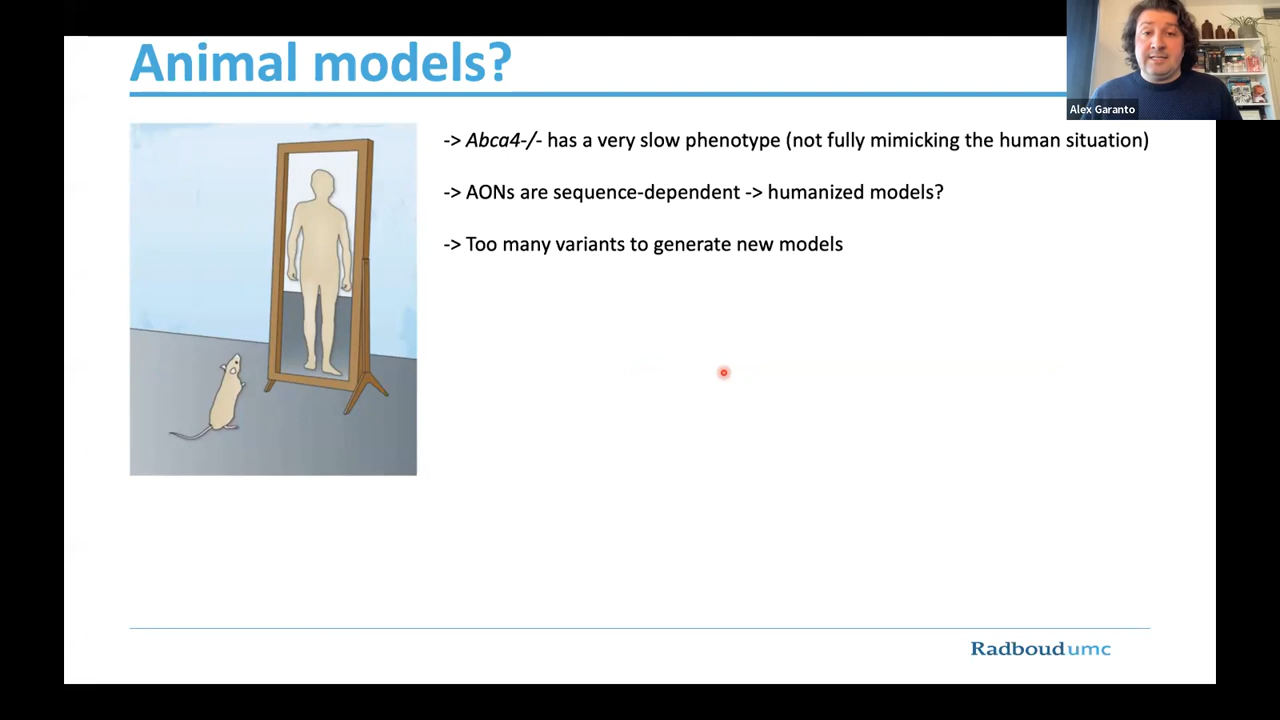 Animal models?
Alex Garanto
-> Abca4-/- has a very slow phenotype (not fully mimicking the human situation)
-> AONs are sequence-dependent -> humanized models?
-> Too many variants to generate new models
Radboudumc